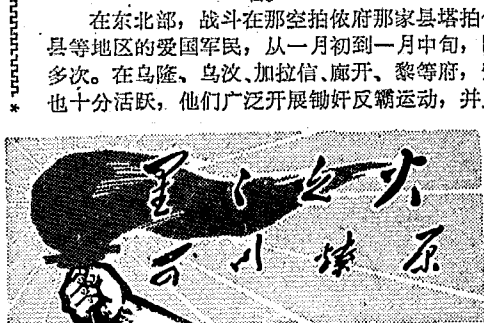 在东北部，战斗在那空拍侬府那家县塔拍
县等地区的爱国军民，从一月初到一月中旬，
多次。在乌隆、乌汶、加拉信、廊开、黎等府，
也十分活跃，他们广泛开展锄奸反霸运动，并
星星之火
可以燎原